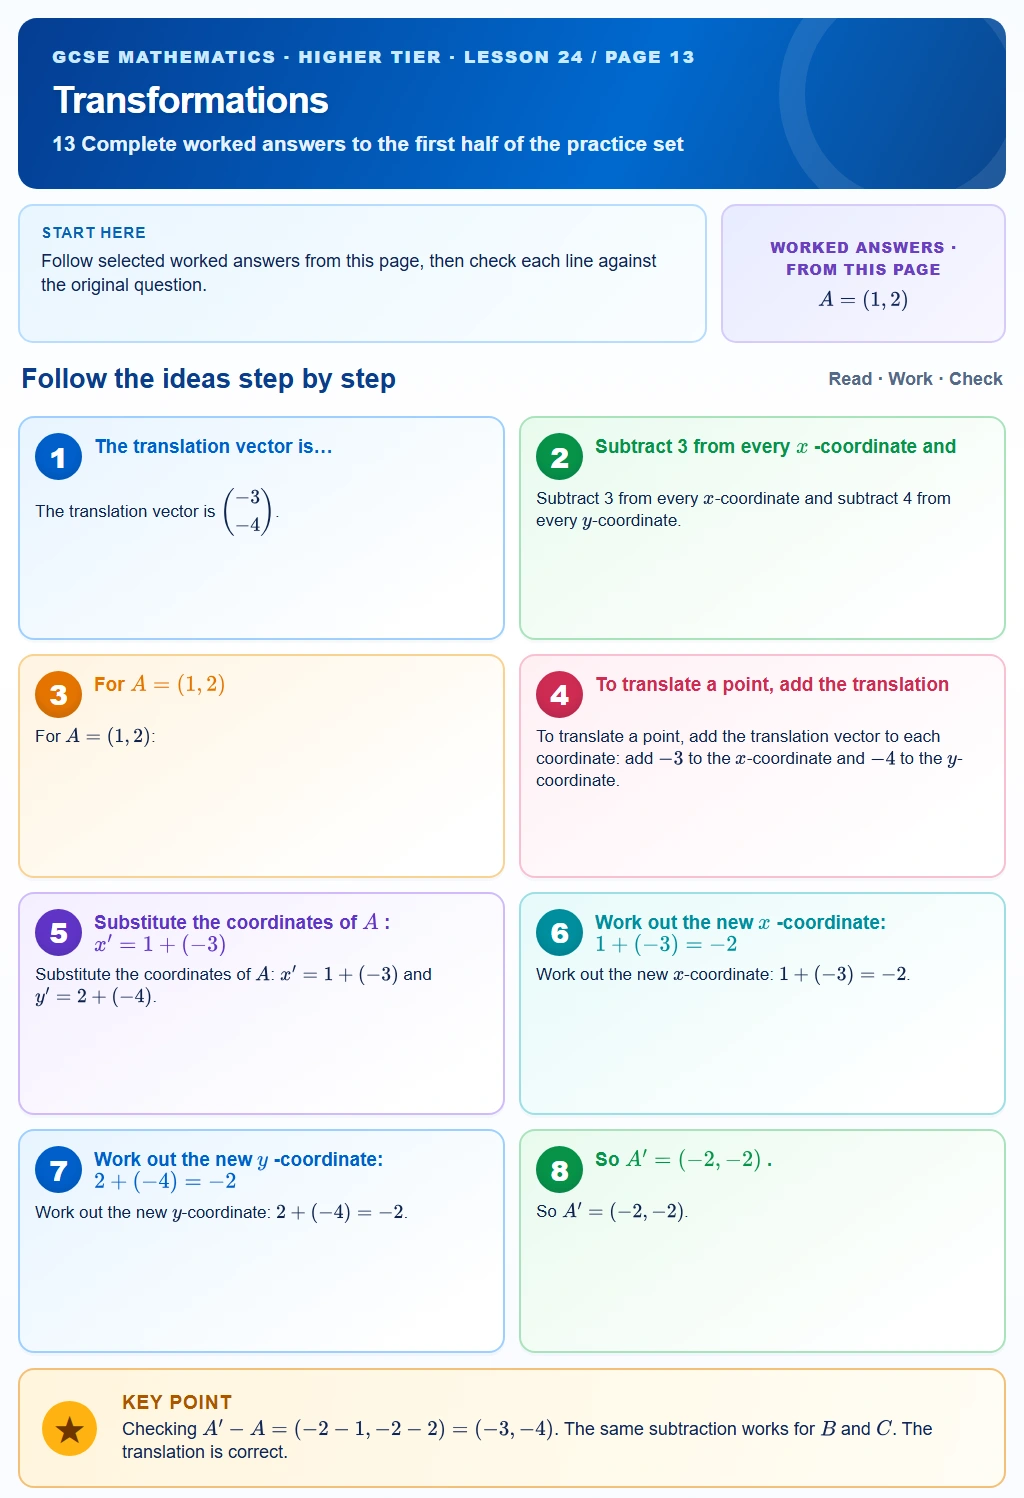 GCSE MATHEMATICS · HIGHER TIER · LESSON 24 / PAGE 13
Transformations
13 Complete worked answers to the first half of the practice set
START HERE
Follow selected worked answers from this page, then check each line against
the original question.
WORKED ANSWERS ·
FROM THIS PAGE
A = (1, 2)
Follow the ideas step by step
Read · Work · Check
1 The translation vector is…
The translation vector is (−3 −4).
2 Subtract 3 from every x -coordinate and
Subtract 3 from every x-coordinate and subtract 4 from
every y-coordinate.
3 For A = (1, 2)
For A = (1, 2):
4 To translate a point, add the translation
To translate a point, add the translation vector to each
coordinate: add −3 to the x-coordinate and −4 to the y-
coordinate.
5 Substitute the coordinates of A :
x′ = 1 + (−3)
Substitute the coordinates of A: x′ = 1 + (−3) and
y′ = 2 + (−4).
6 Work out the new x -coordinate:
1 + (−3) = −2
Work out the new x-coordinate: 1 + (−3) = −2.
7 Work out the new y -coordinate:
2 + (−4) = −2
Work out the new y-coordinate: 2 + (−4) = −2.
8 So A′ = (−2, −2) .
So A′ = (−2, −2).
KEY POINT
Checking A′ − A = (−2 − 1, −2 − 2) = (−3, −4). The same subtraction works for B and C. The
translation is correct.